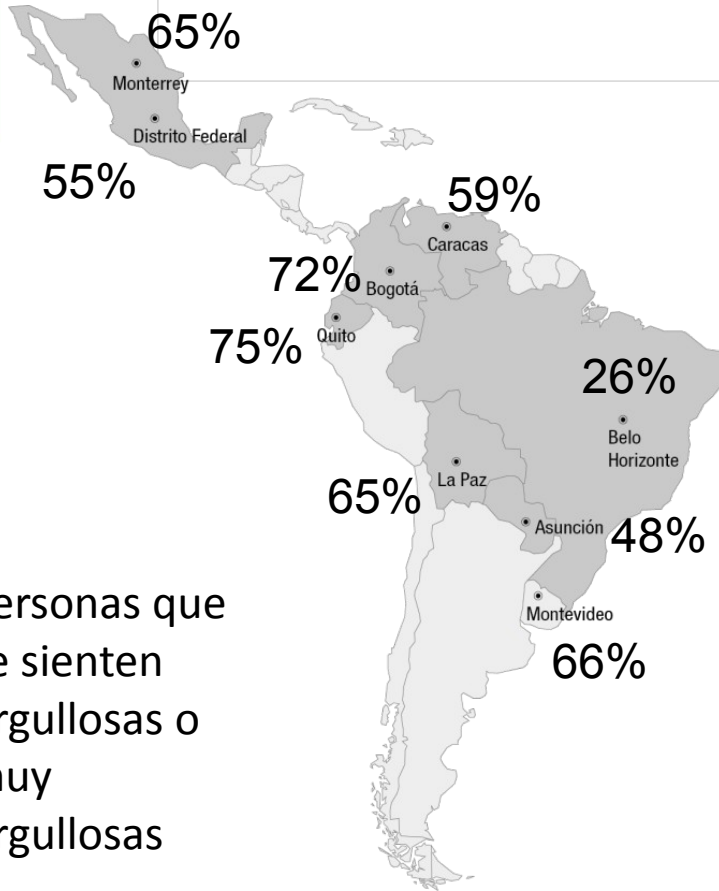 65%
Monterrey
Distrito Federal
55%
59%
Caracas
72%
Bogotá
75%
Quito
26%
Belo
Horizonte
La Paz
65%
Asunción
48%
Montevideo
66%
ersonas que
e sienten
rgullosas o
uy
rgullosas